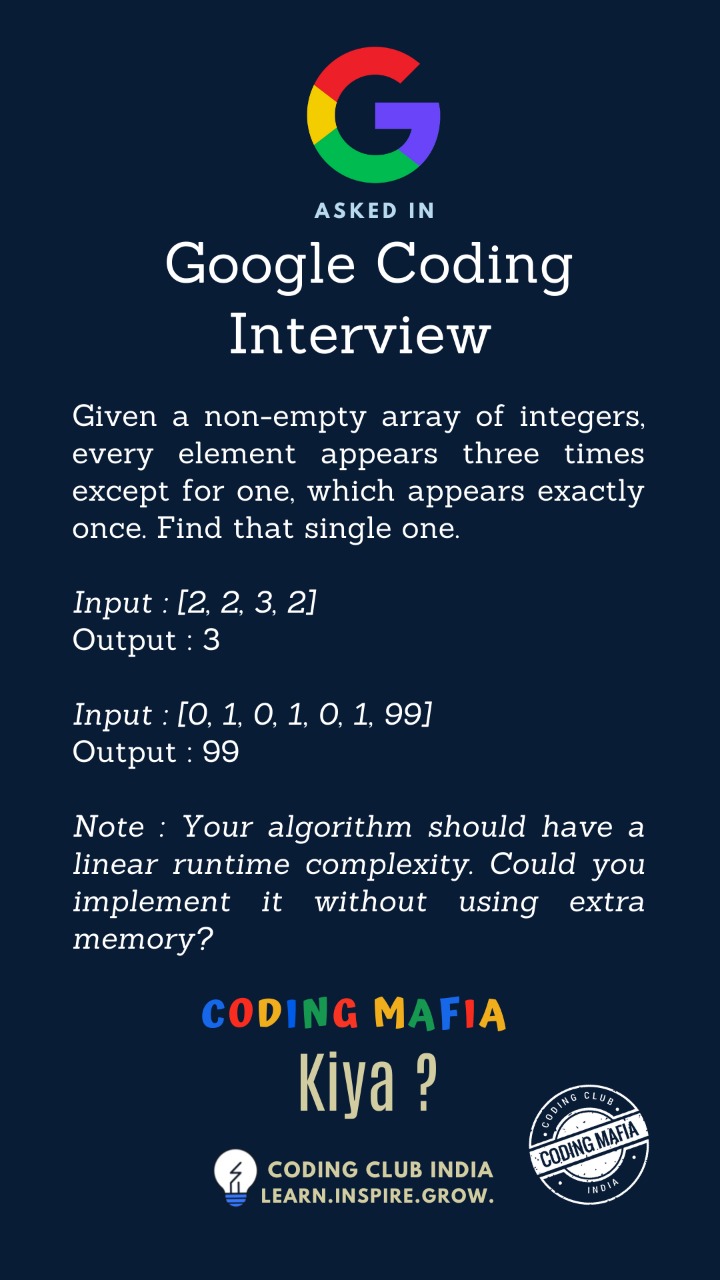 ASKED IN
Google Coding
Interview
Given a non-empty array of integers,
every element appears three times
except for one, which appears exactly
once. Find that single one.
Input : [2, 2, 3, 2]
Output : 3
Input : [0, 1, 0, 1, 0, 1, 99]
Output : 99
Note : Your algorithm should have a
linear runtime complexity. Could you
implement it without using extra
memory?
CODING MAFIA
Kiya ?
CODING CLUB INDIA
LEARN.INSPIRE.GROW.
CODING CLUB
CODING MAFIA
INDIA